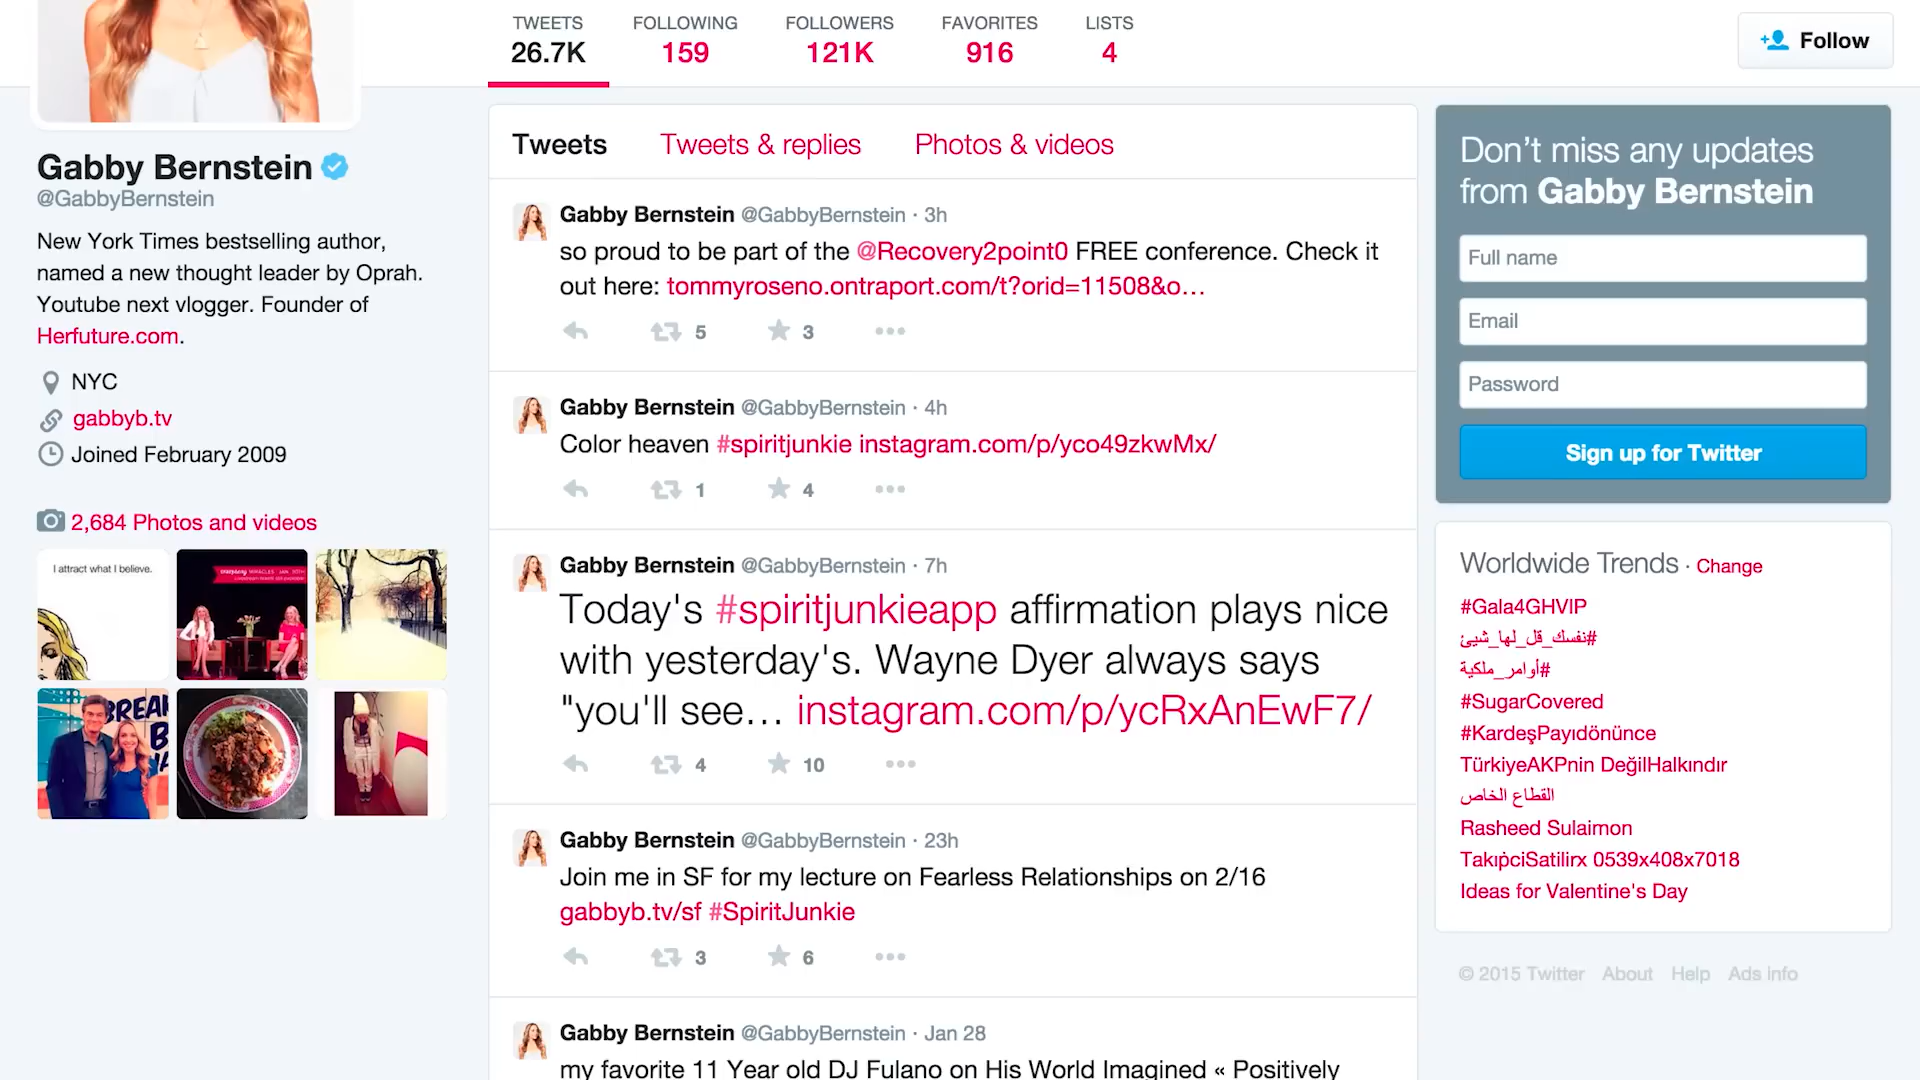 TWEETS FOLLOWING FOLLOWERS FAVORITES LISTS
26.7K 159 121K 916 4
Follow
Gabby Bernstein
@GabbyBernstein
New York Times bestselling author,
named a new thought leader by Oprah.
Youtube next vlogger. Founder of
Herfuture.com.
NYC
gabbyb.tv
Joined February 2009
2,684 Photos and videos
I attract what I believe.
Tweets Tweets & replies Photos & videos
Gabby Bernstein @GabbyBernstein · 3h
so proud to be part of the @Recovery2point0 FREE conference. Check it
out here: tommyroseno.ontraport.com/t?orid=11508&o…
5 3
Gabby Bernstein @GabbyBernstein · 4h
Color heaven #spiritjunkie instagram.com/p/yco49zkwMx/
1 4
Gabby Bernstein @GabbyBernstein · 7h
Today's #spiritjunkieapp affirmation plays nice
with yesterday's. Wayne Dyer always says
"you'll see… instagram.com/p/ycRxAnEwF7/
4 10
Gabby Bernstein @GabbyBernstein · 23h
Join me in SF for my lecture on Fearless Relationships on 2/16
gabbyb.tv/sf #SpiritJunkie
3 6
Gabby Bernstein @GabbyBernstein · Jan 28
my favorite 11 Year old DJ Fulano on His World Imagined « Positively
Don't miss any updates
from Gabby Bernstein
Full name
Email
Password
Sign up for Twitter
Worldwide Trends · Change
#Gala4GHVIP
#نفسك_قل_لها_شيئ
#أوامر_ملكية
#SugarCovered
#KardeşPayıdönünce
TürkiyeAKPnin DeğilHalkındır
القطاع الخاص
Rasheed Sulaimon
TakıpciSatilirx 0539x408x7018
Ideas for Valentine's Day
© 2015 Twitter About Help Ads info